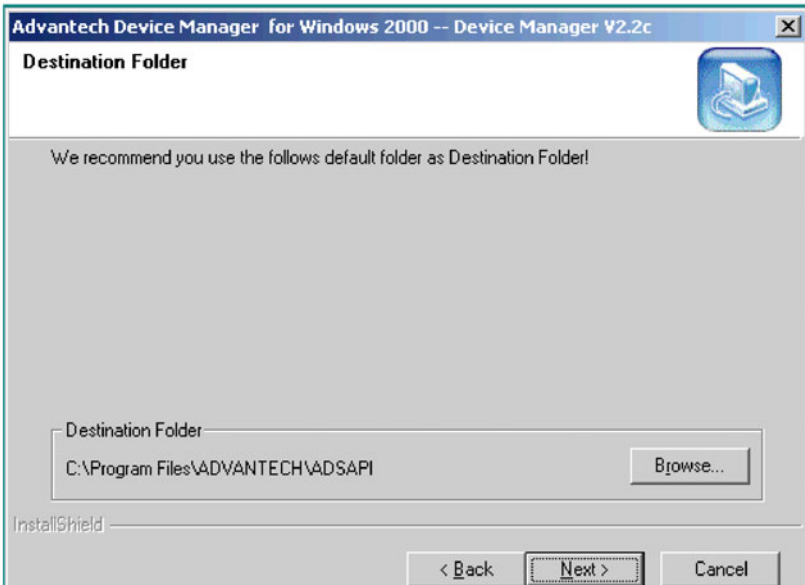 Advantech Device Manager for Windows 2000 -- Device Manager V2.2c
Destination Folder
We recommend you use the follows default folder as Destination Folder!
Destination Folder
C:\Program Files\ADVANTECH\ADSAPI
Browse...
InstallShield
< Back
Next >
Cancel